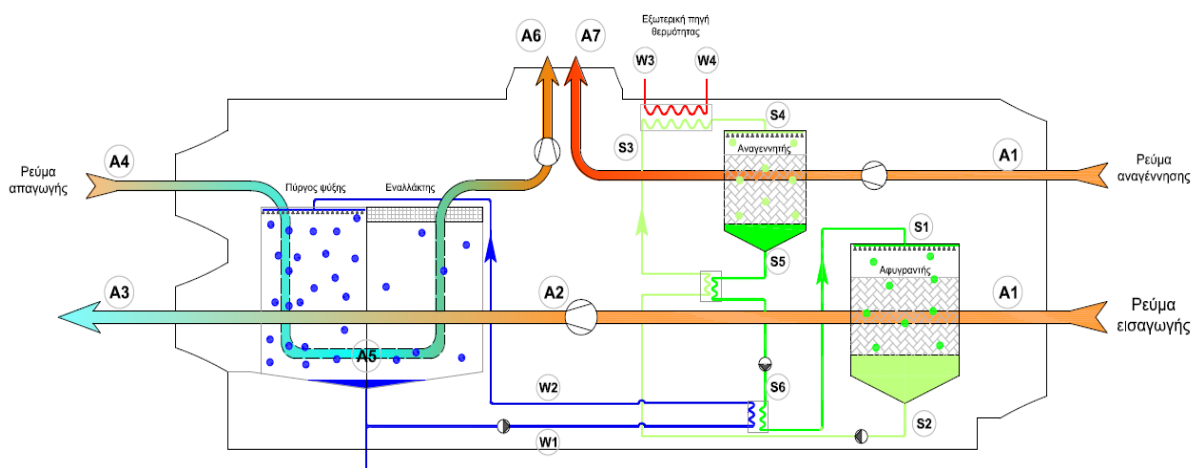 Εξωτερική πηγή
θερμότητας
A6
A7
W3
W4
S4
S3
Αναγεννητής
A1
Ρεύμα
αναγέννησης
A4
Ρεύμα
απαγωγής
Πύργος ψύξης
Εναλλάκτης
S5
S1
Αφυγραντής
A3
A2
A1
Ρεύμα
εισαγωγής
A5
W2
S6
S2
W1